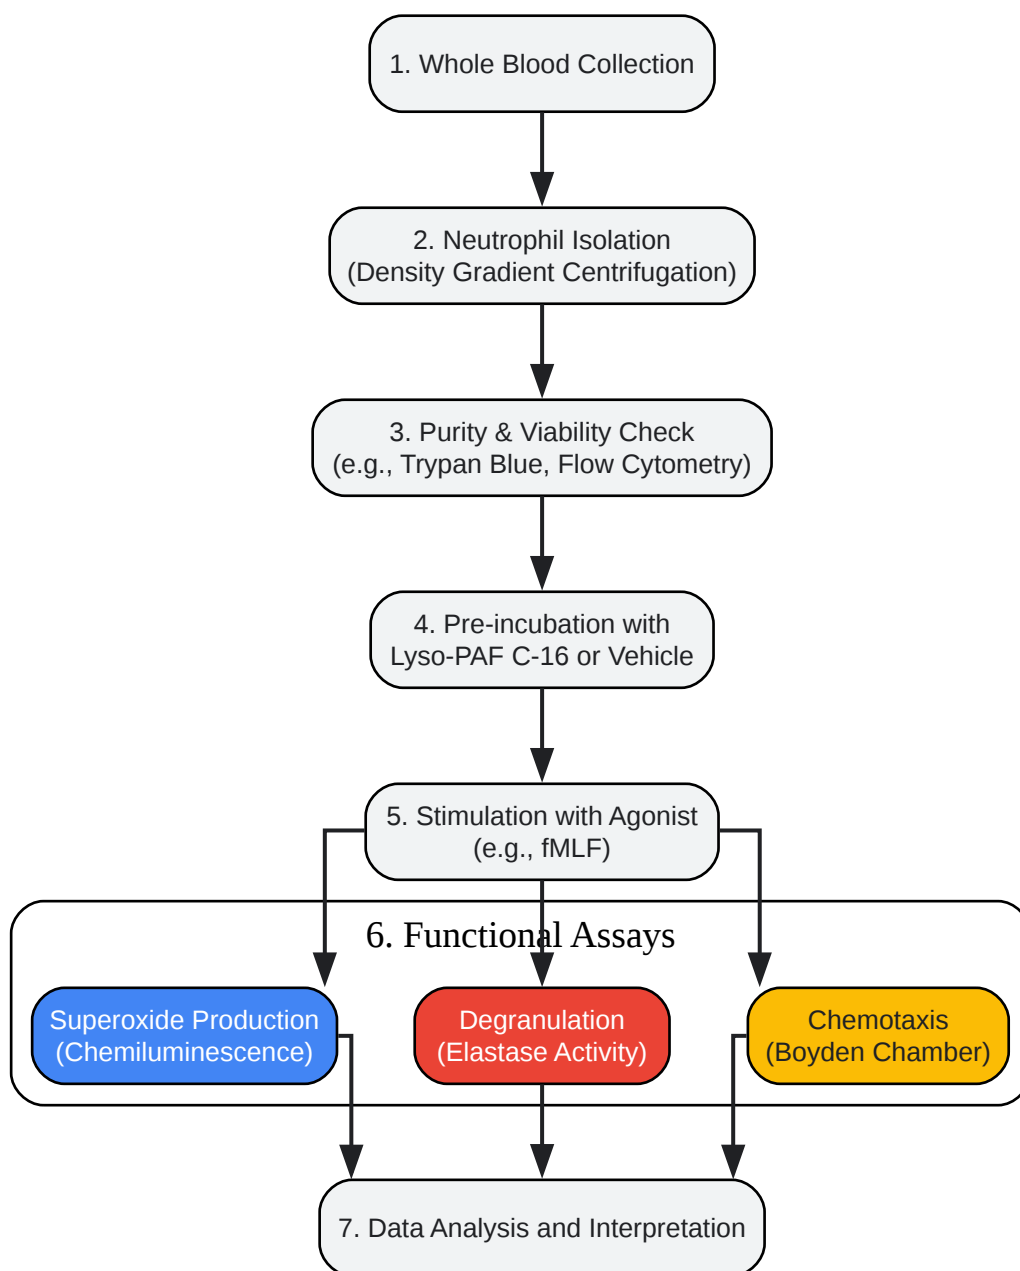 1. Whole Blood Collection
2. Neutrophil Isolation
(Density Gradient Centrifugation)
3. Purity & Viability Check
(e.g., Trypan Blue, Flow Cytometry)
4. Pre-incubation with
Lyso-PAF C-16 or Vehicle
5. Stimulation with Agonist
(e.g., fMLF)
6. Functional Assays
Superoxide Production
(Chemiluminescence)
Degranulation
(Elastase Activity)
Chemotaxis
(Boyden Chamber)
7. Data Analysis and Interpretation